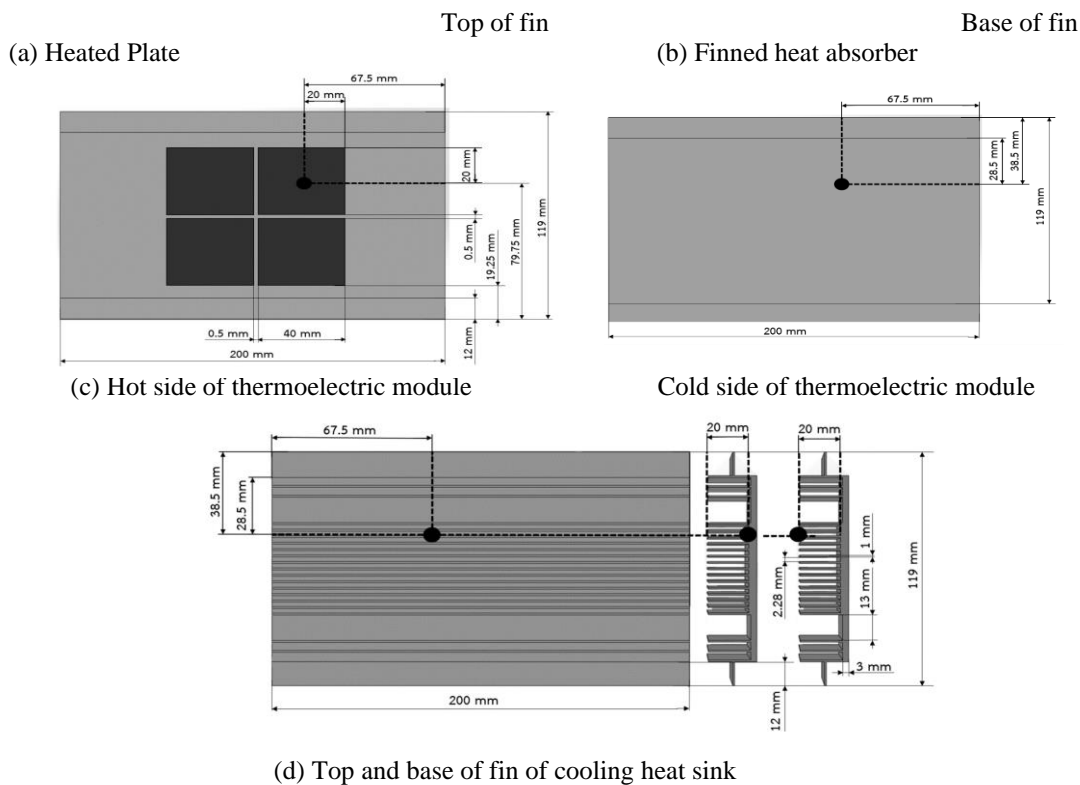 Top of fin Base of fin
(a) Heated Plate (b) Finned heat absorber
67.5 mm
20 mm
20 mm
0.5 mm
19.25 mm
79.75 mm
119 mm
0.5 mm
40 mm
12 mm
200 mm
67.5 mm
28.5 mm
38.5 mm
119 mm
200 mm
(c) Hot side of thermoelectric module Cold side of thermoelectric module
67.5 mm
20 mm
20 mm
38.5 mm
28.5 mm
1 mm
2.28 mm
13 mm
119 mm
3 mm
12 mm
200 mm
(d) Top and base of fin of cooling heat sink